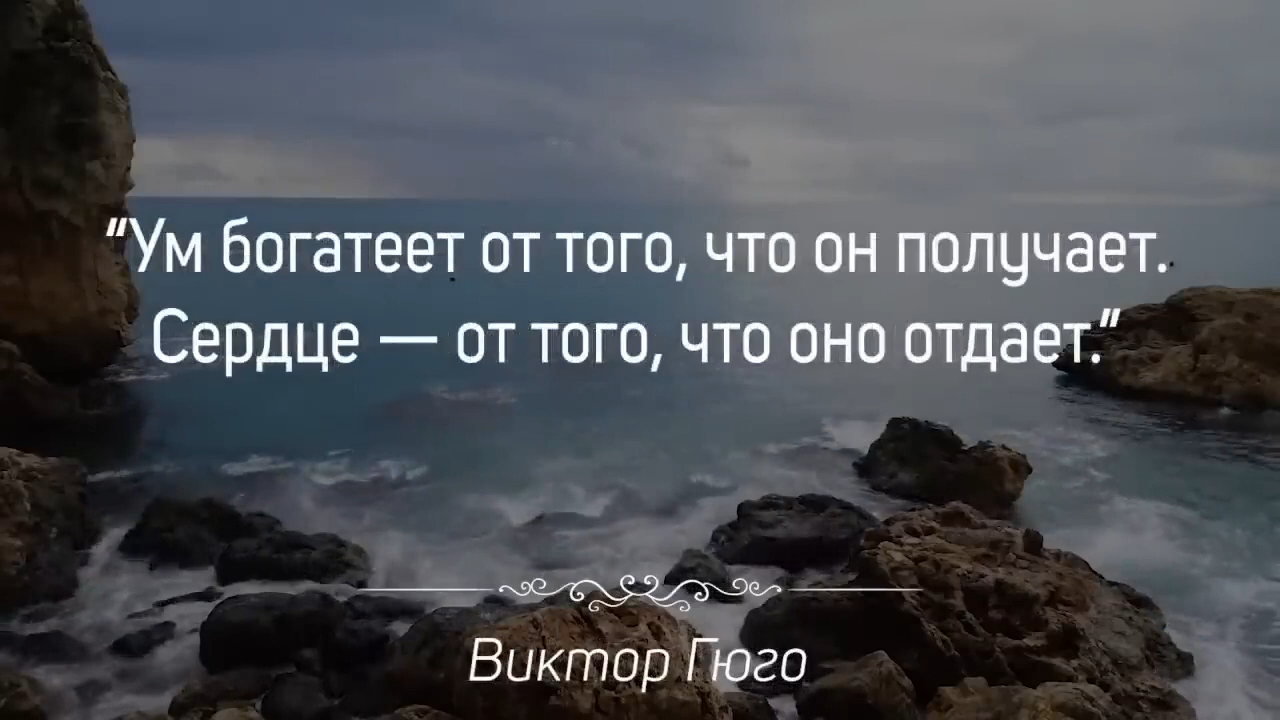 “Ум богатеет от того, что он получает.
Сердце — от того, что оно отдает.”
Виктор Гюго